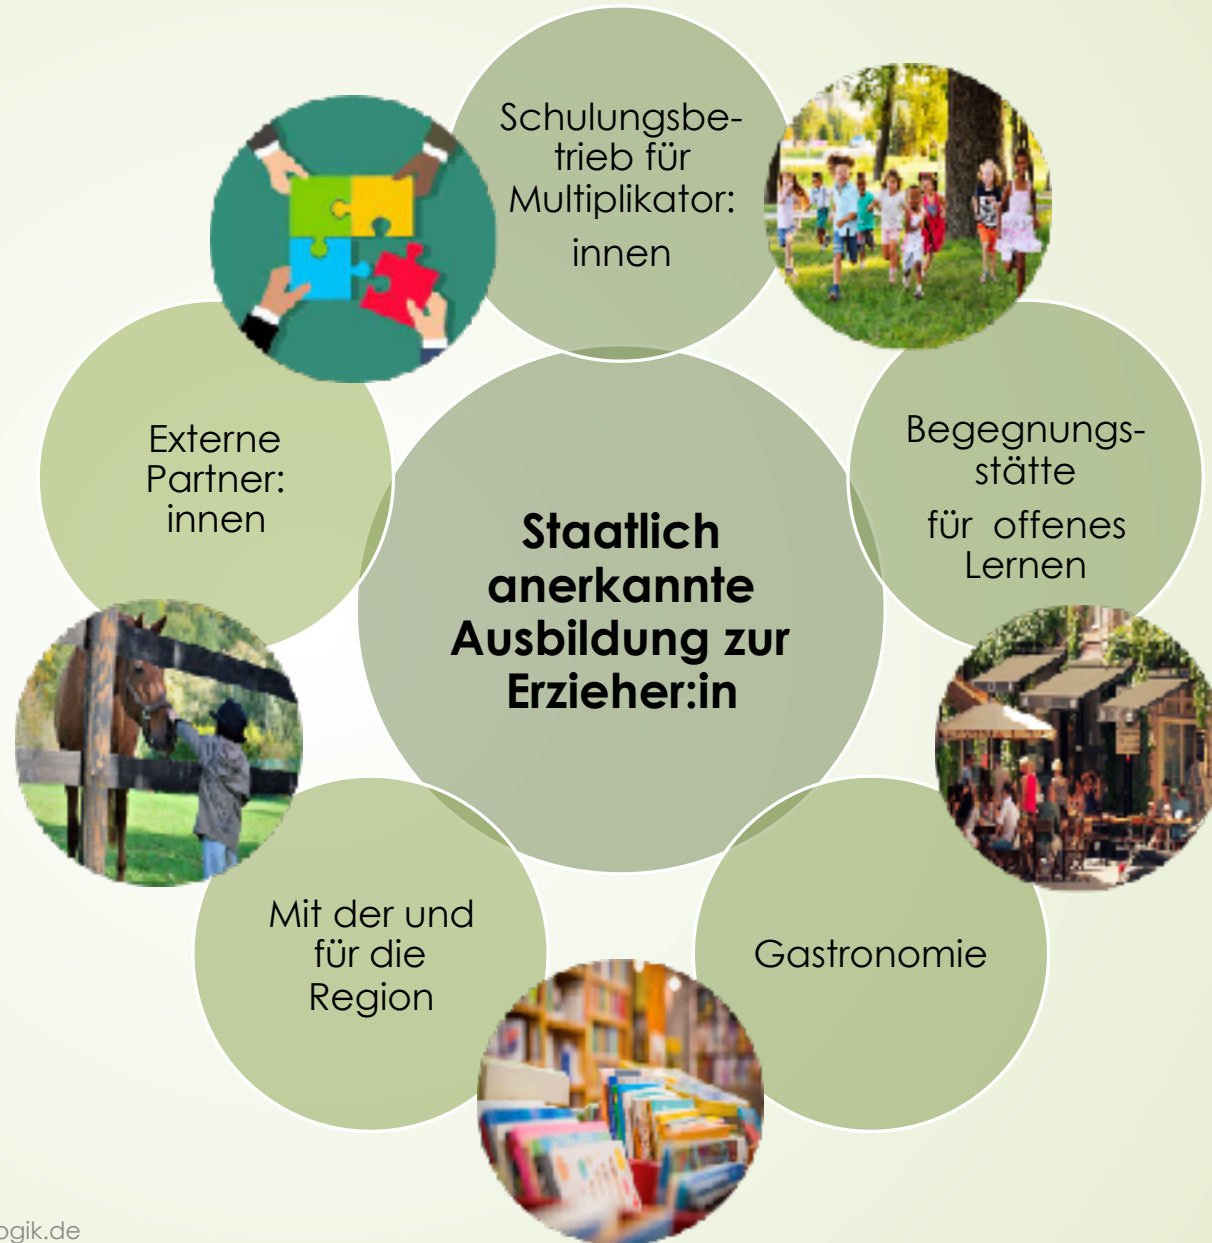 Schulungsbe-
trieb für
Multiplikator:
innen
Externe
Partner:
innen
Begegnungs-
stätte
für offenes
Lernen
Staatlich
anerkannte
Ausbildung zur
Erzieher:in
Mit der und
für die
Region
Gastronomie
ogik.de